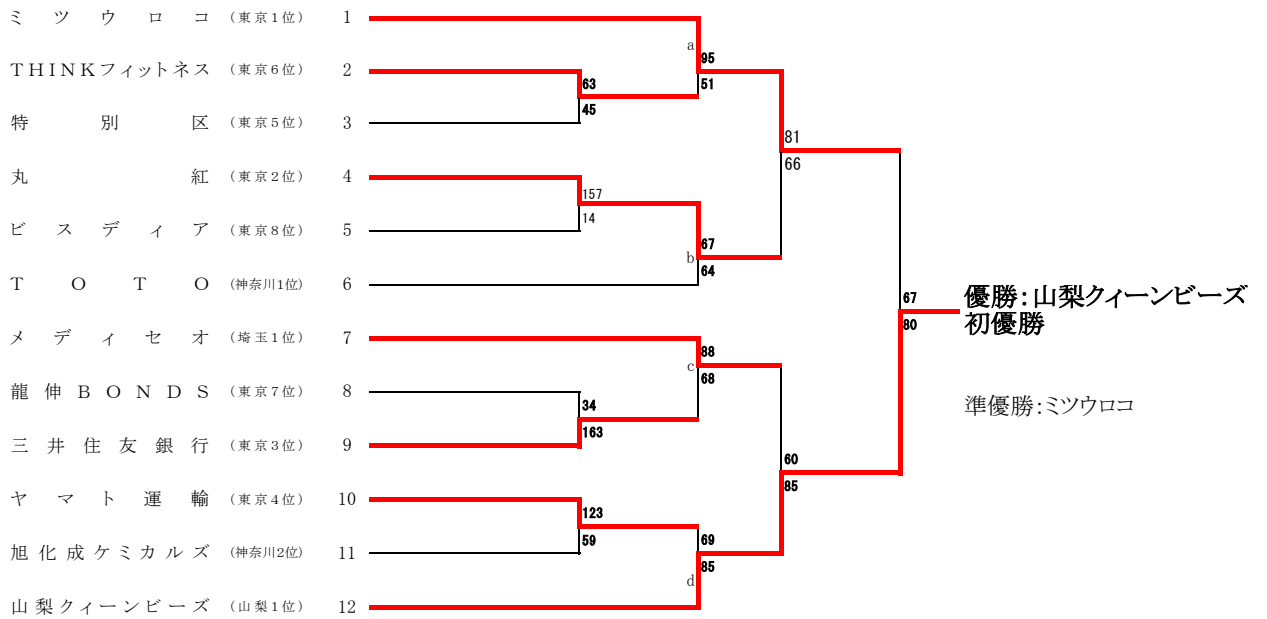 ミツウロコ (東京1位) 1
a
95
THINKフィットネス (東京6位) 2
63
51
45
特別区 (東京5位) 3
81
66
丸紅 (東京2位) 4
157
14
ビスディア (東京8位) 5
67
b
64
TOTO (神奈川1位) 6
67
優勝:山梨クィーンビーズ
80
初優勝
メディセオ (埼玉1位) 7
88
c
68
龍伸BONDS (東京7位) 8
34
準優勝:ミツウロコ
163
三井住友銀行 (東京3位) 9
60
85
ヤマト運輸 (東京4位) 10
123
59
69
旭化成ケミカルズ (神奈川2位) 11
85
d
山梨クィーンビーズ (山梨1位) 12